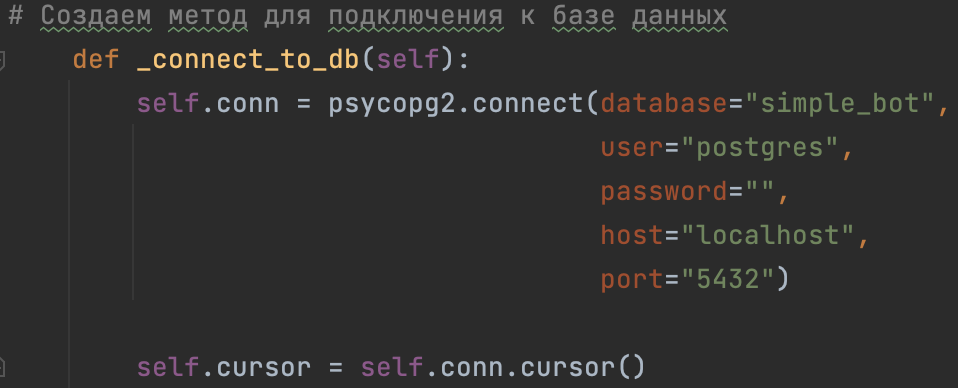 # Создаем метод для подключения к базе данных
def _connect_to_db(self):
self.conn = psycopg2.connect(database="simple_bot",
user="postgres",
password="",
host="localhost",
port="5432")
self.cursor = self.conn.cursor()